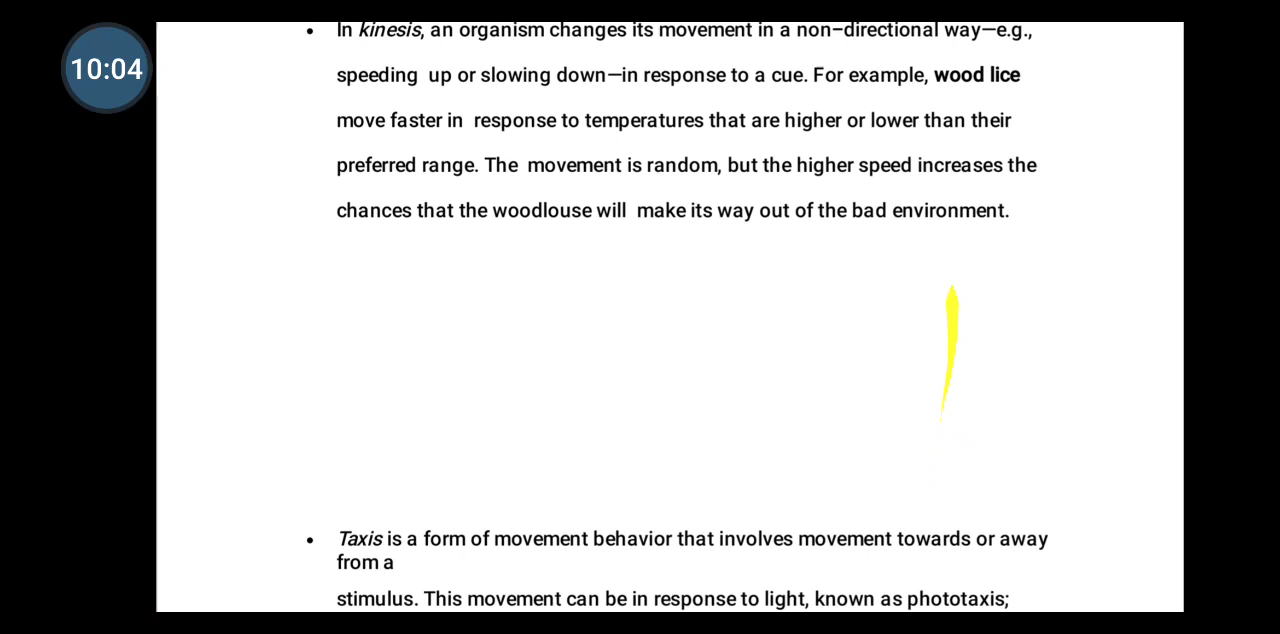 10:04
• In kinesis, an organism changes its movement in a non-directional way—e.g.,
speeding up or slowing down—in response to a cue. For example, wood lice
move faster in response to temperatures that are higher or lower than their
preferred range. The movement is random, but the higher speed increases the
chances that the woodlouse will make its way out of the bad environment.
• Taxis is a form of movement behavior that involves movement towards or away
from a
stimulus. This movement can be in response to light, known as phototaxis;